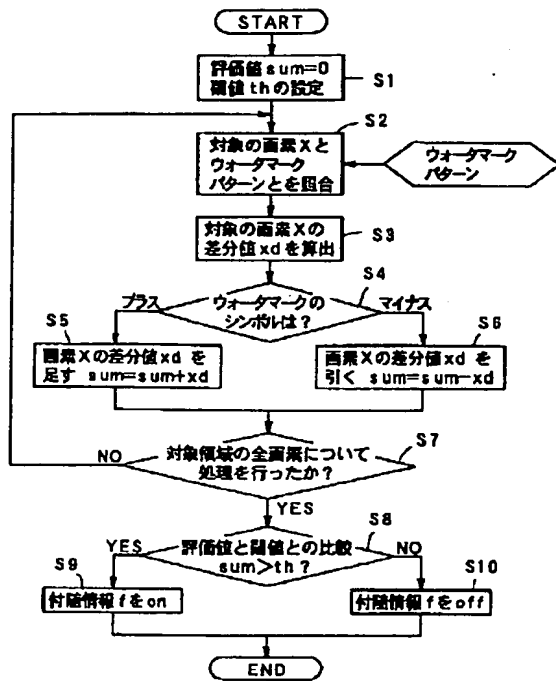 START
評価値sum=0
閾値thの設定
S1
S2
対象の画素Xと
ウォータマーク
パターンとを照合
ウォータマーク
パターン
対象の画素Xの
差分値xdを算出
S3
S4
プラス
ウォータマークの
シンボルは?
マイナス
S5
画素Xの差分値xdを
足す sum=sum+xd
S6
画素Xの差分値xdを
引く sum=sum-xd
対象領域の全画素について
処理を行ったか?
S7
NO
YES
S8
YES
評価値と閾値との比較
sum>th?
NO
S9
付随情報fをon
S10
付随情報fをoff
END